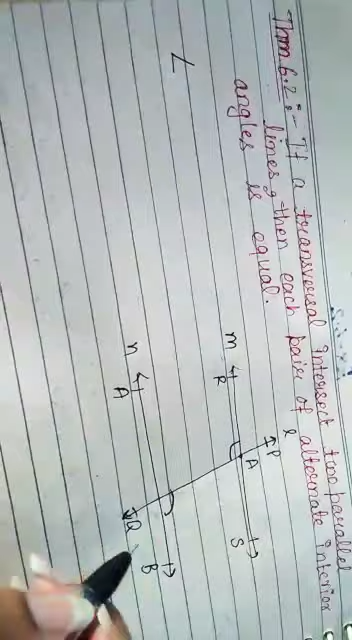 Thm 6.2 :- If a transversal intersect two parallel
lines, then each pair of alternate interior
angles is equal.
l
P
m
R
A
S
n
A
B
Q